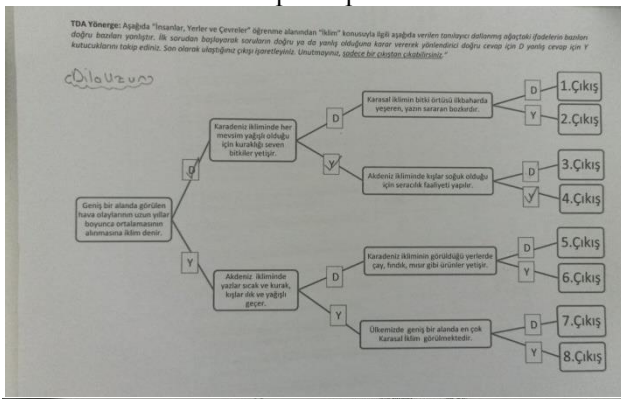 TDA Yönerge: Aşağıda "İnsanlar, Yerler ve Çevreler" öğrenme alanından "İklim" konusuyla ilgili aşağıda verilen tanılayıcı dallanmış ağaçtaki ifadelerin bazıları
doğru bazıları yanlıştır. İlk sorudan başlayarak soruların doğru ya da yanlış olduğuna karar vererek yönlendirici doğru cevap için D yanlış cevap için Y
kutucuklarını takip ediniz. Son olarak ulaştığınız çıkışı işaretleyiniz. Unutmayınız, sadece bir çıkıştan çıkabilirsiniz."
Geniş bir alanda görülen
hava olaylarının uzun yıllar
boyunca ortalamasının
alınmasına iklim denir.
D
Y
Karadeniz ikliminde her
mevsim yağışlı olduğu
için kuraklığı seven
bitkiler yetişir.
D
Y
Akdeniz ikliminde
yazlar sıcak ve kurak,
kışlar ılık ve yağışlı
geçer.
D
Y
Karasal iklimin bitki örtüsü ilkbaharda
yeşeren, yazın sararan bozkırdır.
D
Y
Akdeniz ikliminde kışlar soğuk olduğu
için seracılık faaliyeti yapılır.
D
Y
Karadeniz ikliminin görüldüğü yerlerde
çay, fındık, mısır gibi ürünler yetişir.
D
Y
Ülkemizde geniş bir alanda en çok
Karasal iklim görülmektedir.
D
Y
1.Çıkış
2.Çıkış
3.Çıkış
4.Çıkış
5.Çıkış
6.Çıkış
7.Çıkış
8.Çıkış